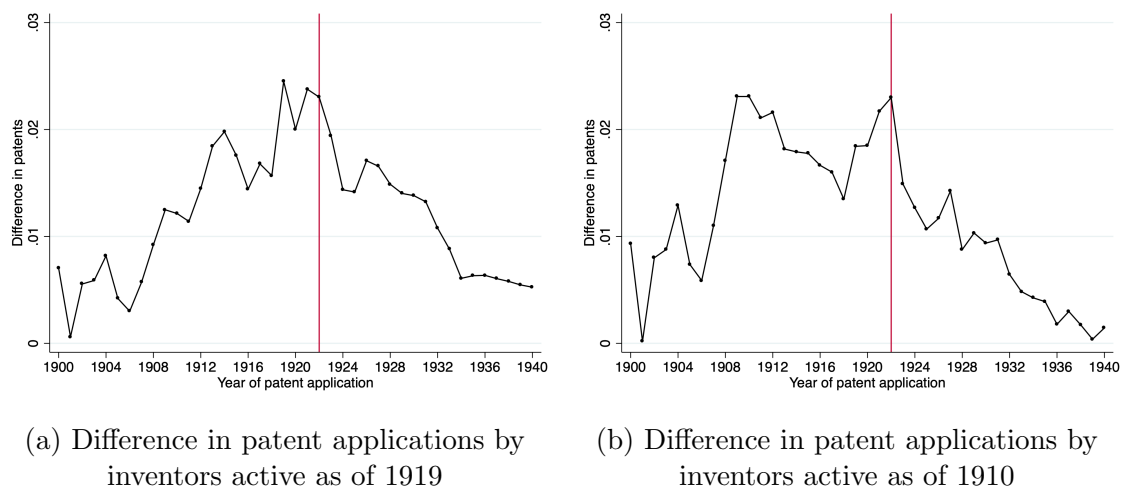 .03
.02
.01
0
Difference in patents
1900 1904 1908 1912 1916 1920 1924 1928 1932 1936 1940
Year of patent application
(a) Difference in patent applications by
inventors active as of 1919
.03
.02
.01
0
Difference in patents
1900 1904 1908 1912 1916 1920 1924 1928 1932 1936 1940
Year of patent application
(b) Difference in patent applications by
inventors active as of 1910